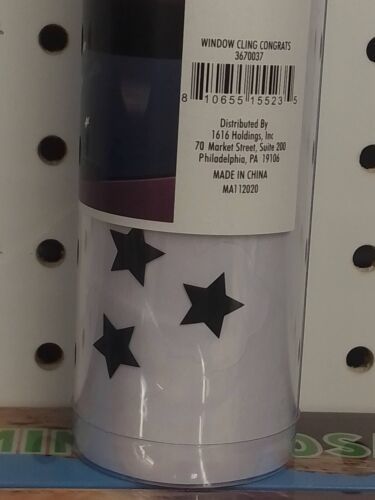 WINDOW CLING CONGRATS
3670037
8 10655 15523 5
Distributed By
1616 Holdings, Inc
70 Market Street, Suite 200
Philadelphia, PA 19106
MADE IN CHINA
MA112020